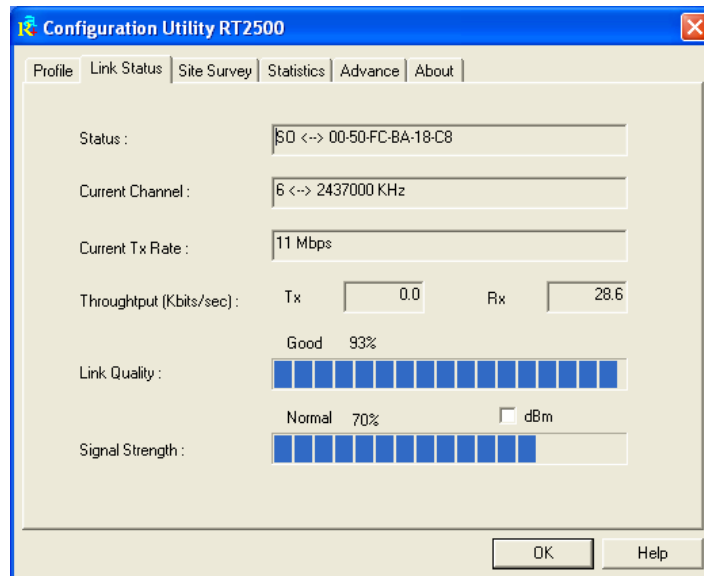 Configuration Utility RT2500
Profile Link Status Site Survey Statistics Advance About
Status : SO <--> 00-50-FC-BA-18-C8
Current Channel : 6 <--> 2437000 KHz
Current Tx Rate : 11 Mbps
Throughtput (Kbits/sec) : Tx 0.0 Rx 28.6
Good 93%
Link Quality :
Normal 70% dBm
Signal Strength :
OK Help